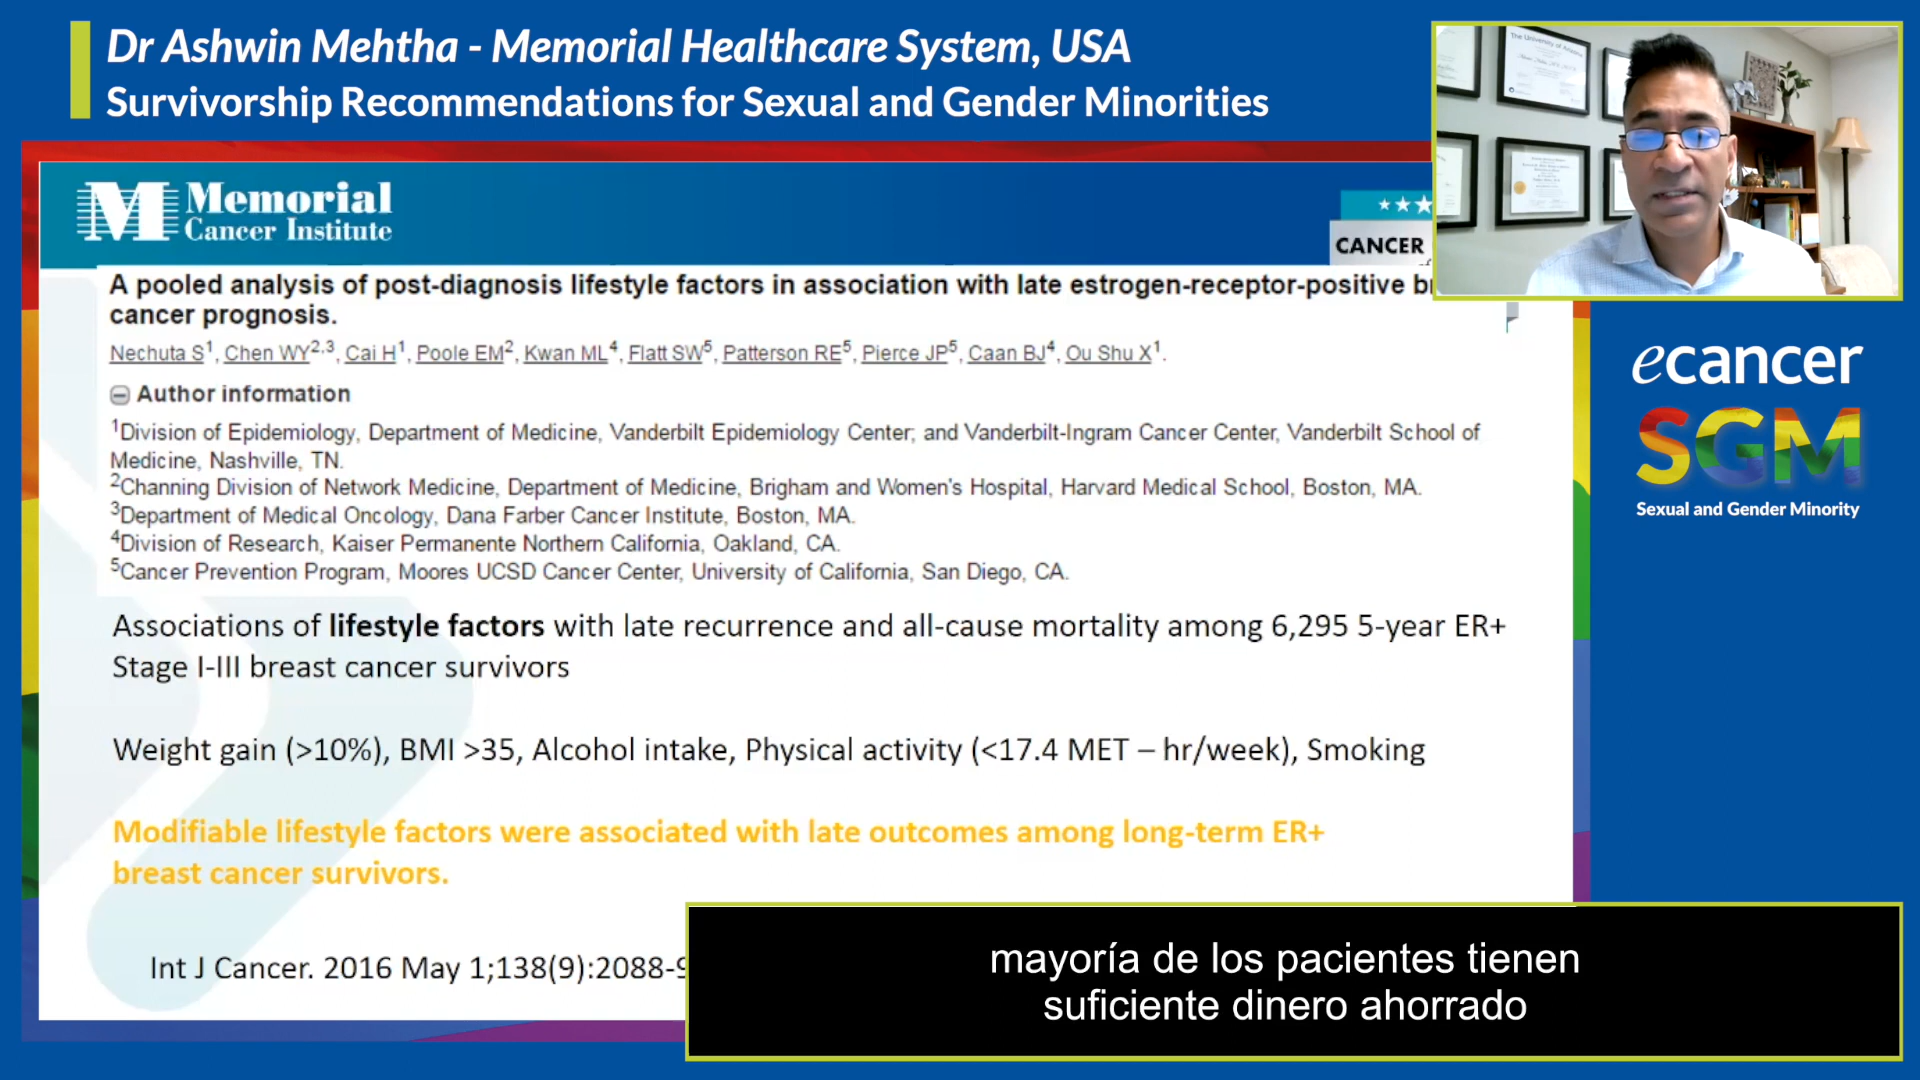 Dr Ashwin Mehtha - Memorial Healthcare System, USA
Survivorship Recommendations for Sexual and Gender Minorities
The University of Arizona
Memorial
Cancer Institute
CANCER
A pooled analysis of post-diagnosis lifestyle factors in association with late estrogen-receptor-positive
cancer prognosis.
Nechuta S1, Chen WY2,3, Cai H1, Poole EM2, Kwan ML4, Flatt SW5, Patterson RE5, Pierce JP5, Caan BJ4, Ou Shu X1.
Author information
1Division of Epidemiology, Department of Medicine, Vanderbilt Epidemiology Center; and Vanderbilt-Ingram Cancer Center, Vanderbilt School of
Medicine, Nashville, TN.
2Channing Division of Network Medicine, Department of Medicine, Brigham and Women's Hospital, Harvard Medical School, Boston, MA.
3Department of Medical Oncology, Dana Farber Cancer Institute, Boston, MA.
4Division of Research, Kaiser Permanente Northern California, Oakland, CA.
5Cancer Prevention Program, Moores UCSD Cancer Center, University of California, San Diego, CA.
Associations of lifestyle factors with late recurrence and all-cause mortality among 6,295 5-year ER+
Stage I-III breast cancer survivors
Weight gain (>10%), BMI >35, Alcohol intake, Physical activity (<17.4 MET – hr/week), Smoking
Modifiable lifestyle factors were associated with late outcomes among long-term ER+
breast cancer survivors.
Int J Cancer. 2016 May 1;138(9):2088-9
ecancer
SGM
Sexual and Gender Minority
mayoría de los pacientes tienen
suficiente dinero ahorrado